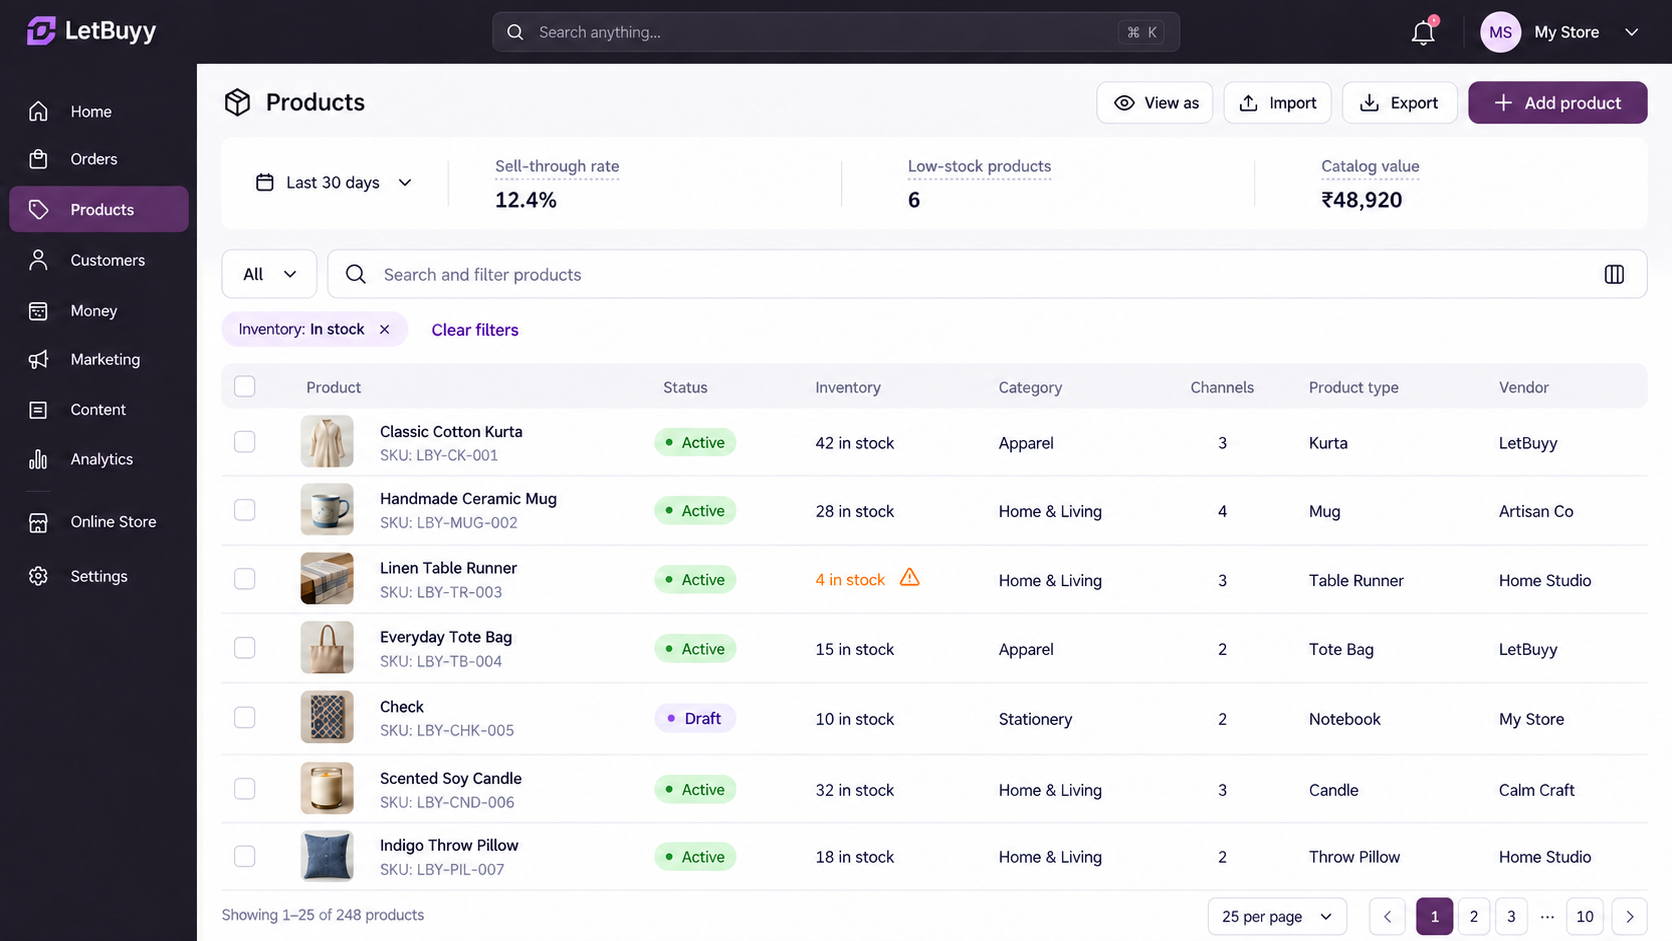 LetBuyy
Search anything...
⌘ K
MS
My Store
Home
Orders
Products
Customers
Money
Marketing
Content
Analytics
Online Store
Settings
Products
View as
Import
Export
+ Add product
Last 30 days
Sell-through rate
12.4%
Low-stock products
6
Catalog value
₹48,920
All
Search and filter products
Inventory: In stock ×
Clear filters
Product Status Inventory Category Channels Product type Vendor
Classic Cotton Kurta
SKU: LBY-CK-001
Active 42 in stock Apparel 3 Kurta LetBuyy
Handmade Ceramic Mug
SKU: LBY-MUG-002
Active 28 in stock Home & Living 4 Mug Artisan Co
Linen Table Runner
SKU: LBY-TR-003
Active 4 in stock Home & Living 3 Table Runner Home Studio
Everyday Tote Bag
SKU: LBY-TB-004
Active 15 in stock Apparel 2 Tote Bag LetBuyy
Check
SKU: LBY-CHK-005
Draft 10 in stock Stationery 2 Notebook My Store
Scented Soy Candle
SKU: LBY-CND-006
Active 32 in stock Home & Living 3 Candle Calm Craft
Indigo Throw Pillow
SKU: LBY-PIL-007
Active 18 in stock Home & Living 2 Throw Pillow Home Studio
Showing 1–25 of 248 products
25 per page
1 2 3 ... 10